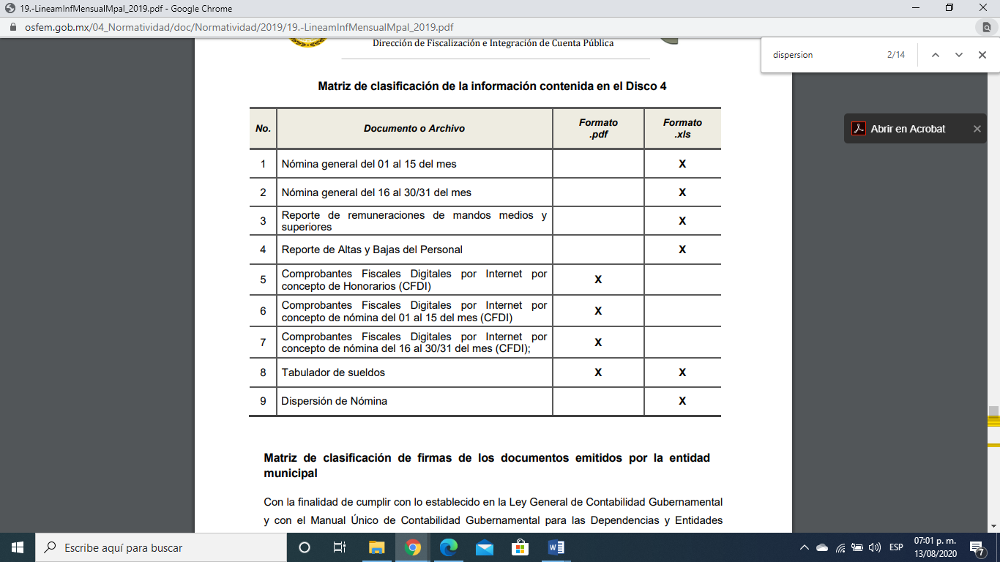 19.-LineamInfMensualMpal_2019.pdf - Google Chrome
osfem.gob.mx/04_Normatividad/doc/Normatividad/2019/19.-LineamInfMensualMpal_2019.pdf
dispersion 2/14
Dirección de Fiscalización e Integración de Cuenta Pública
Abrir en Acrobat
Matriz de clasificación de la información contenida en el Disco 4
No. Documento o Archivo Formato .pdf Formato .xls
1 Nómina general del 01 al 15 del mes X
2 Nómina general del 16 al 30/31 del mes X
3 Reporte de remuneraciones de mandos medios y
superiores X
4 Reporte de Altas y Bajas del Personal X
5 Comprobantes Fiscales Digitales por Internet por
concepto de Honorarios (CFDI) X
6 Comprobantes Fiscales Digitales por Internet por
concepto de nómina del 01 al 15 del mes (CFDI) X
7 Comprobantes Fiscales Digitales por Internet por
concepto de nómina del 16 al 30/31 del mes (CFDI); X
8 Tabulador de sueldos X X
9 Dispersión de Nómina X
Matriz de clasificación de firmas de los documentos emitidos por la entidad
municipal
Con la finalidad de cumplir con lo establecido en la Ley General de Contabilidad Gubernamental
y con el Manual Único de Contabilidad Gubernamental para las Dependencias y Entidades
Escribe aquí para buscar
ESP
07:01 p. m.
13/08/2020
7